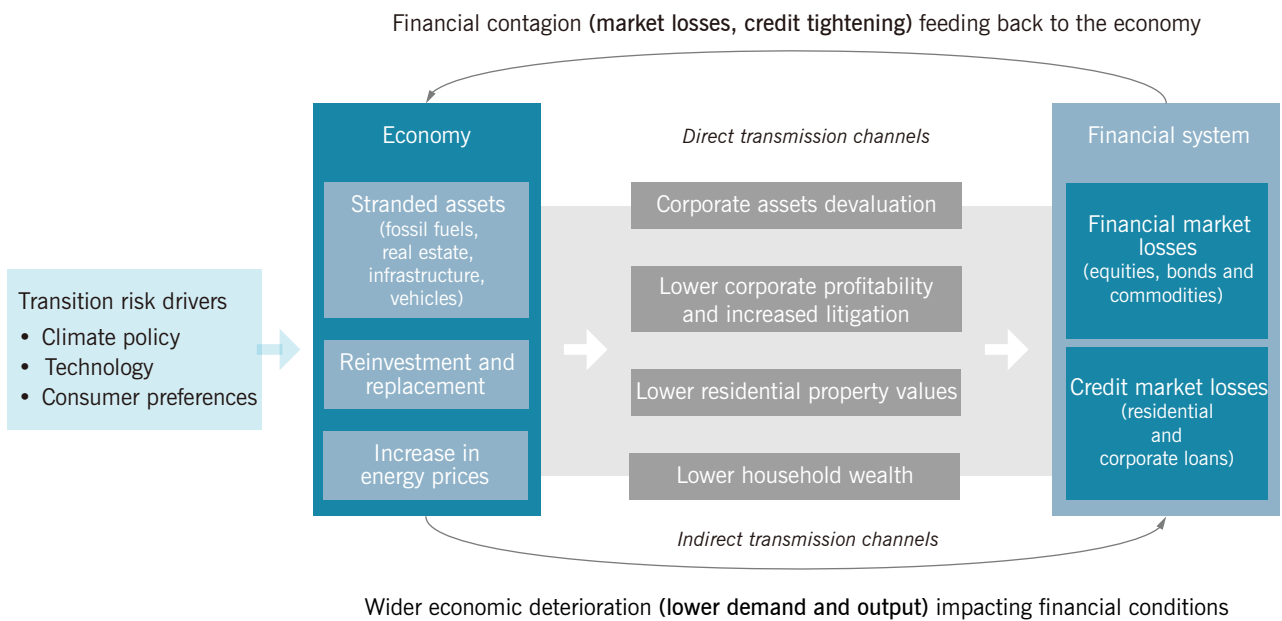 Financial contagion (market losses, credit tightening) feeding back to the economy
Transition risk drivers
• Climate policy
• Technology
• Consumer preferences
Economy
Stranded assets
(fossil fuels,
real estate,
infrastructure,
vehicles)
Reinvestment and
replacement
Increase in
energy prices
Direct transmission channels
Corporate assets devaluation
Lower corporate profitability
and increased litigation
Lower residential property values
Lower household wealth
Indirect transmission channels
Financial system
Financial market
losses
(equities, bonds and
commodities)
Credit market losses
(residential
and
corporate loans)
Wider economic deterioration (lower demand and output) impacting financial conditions